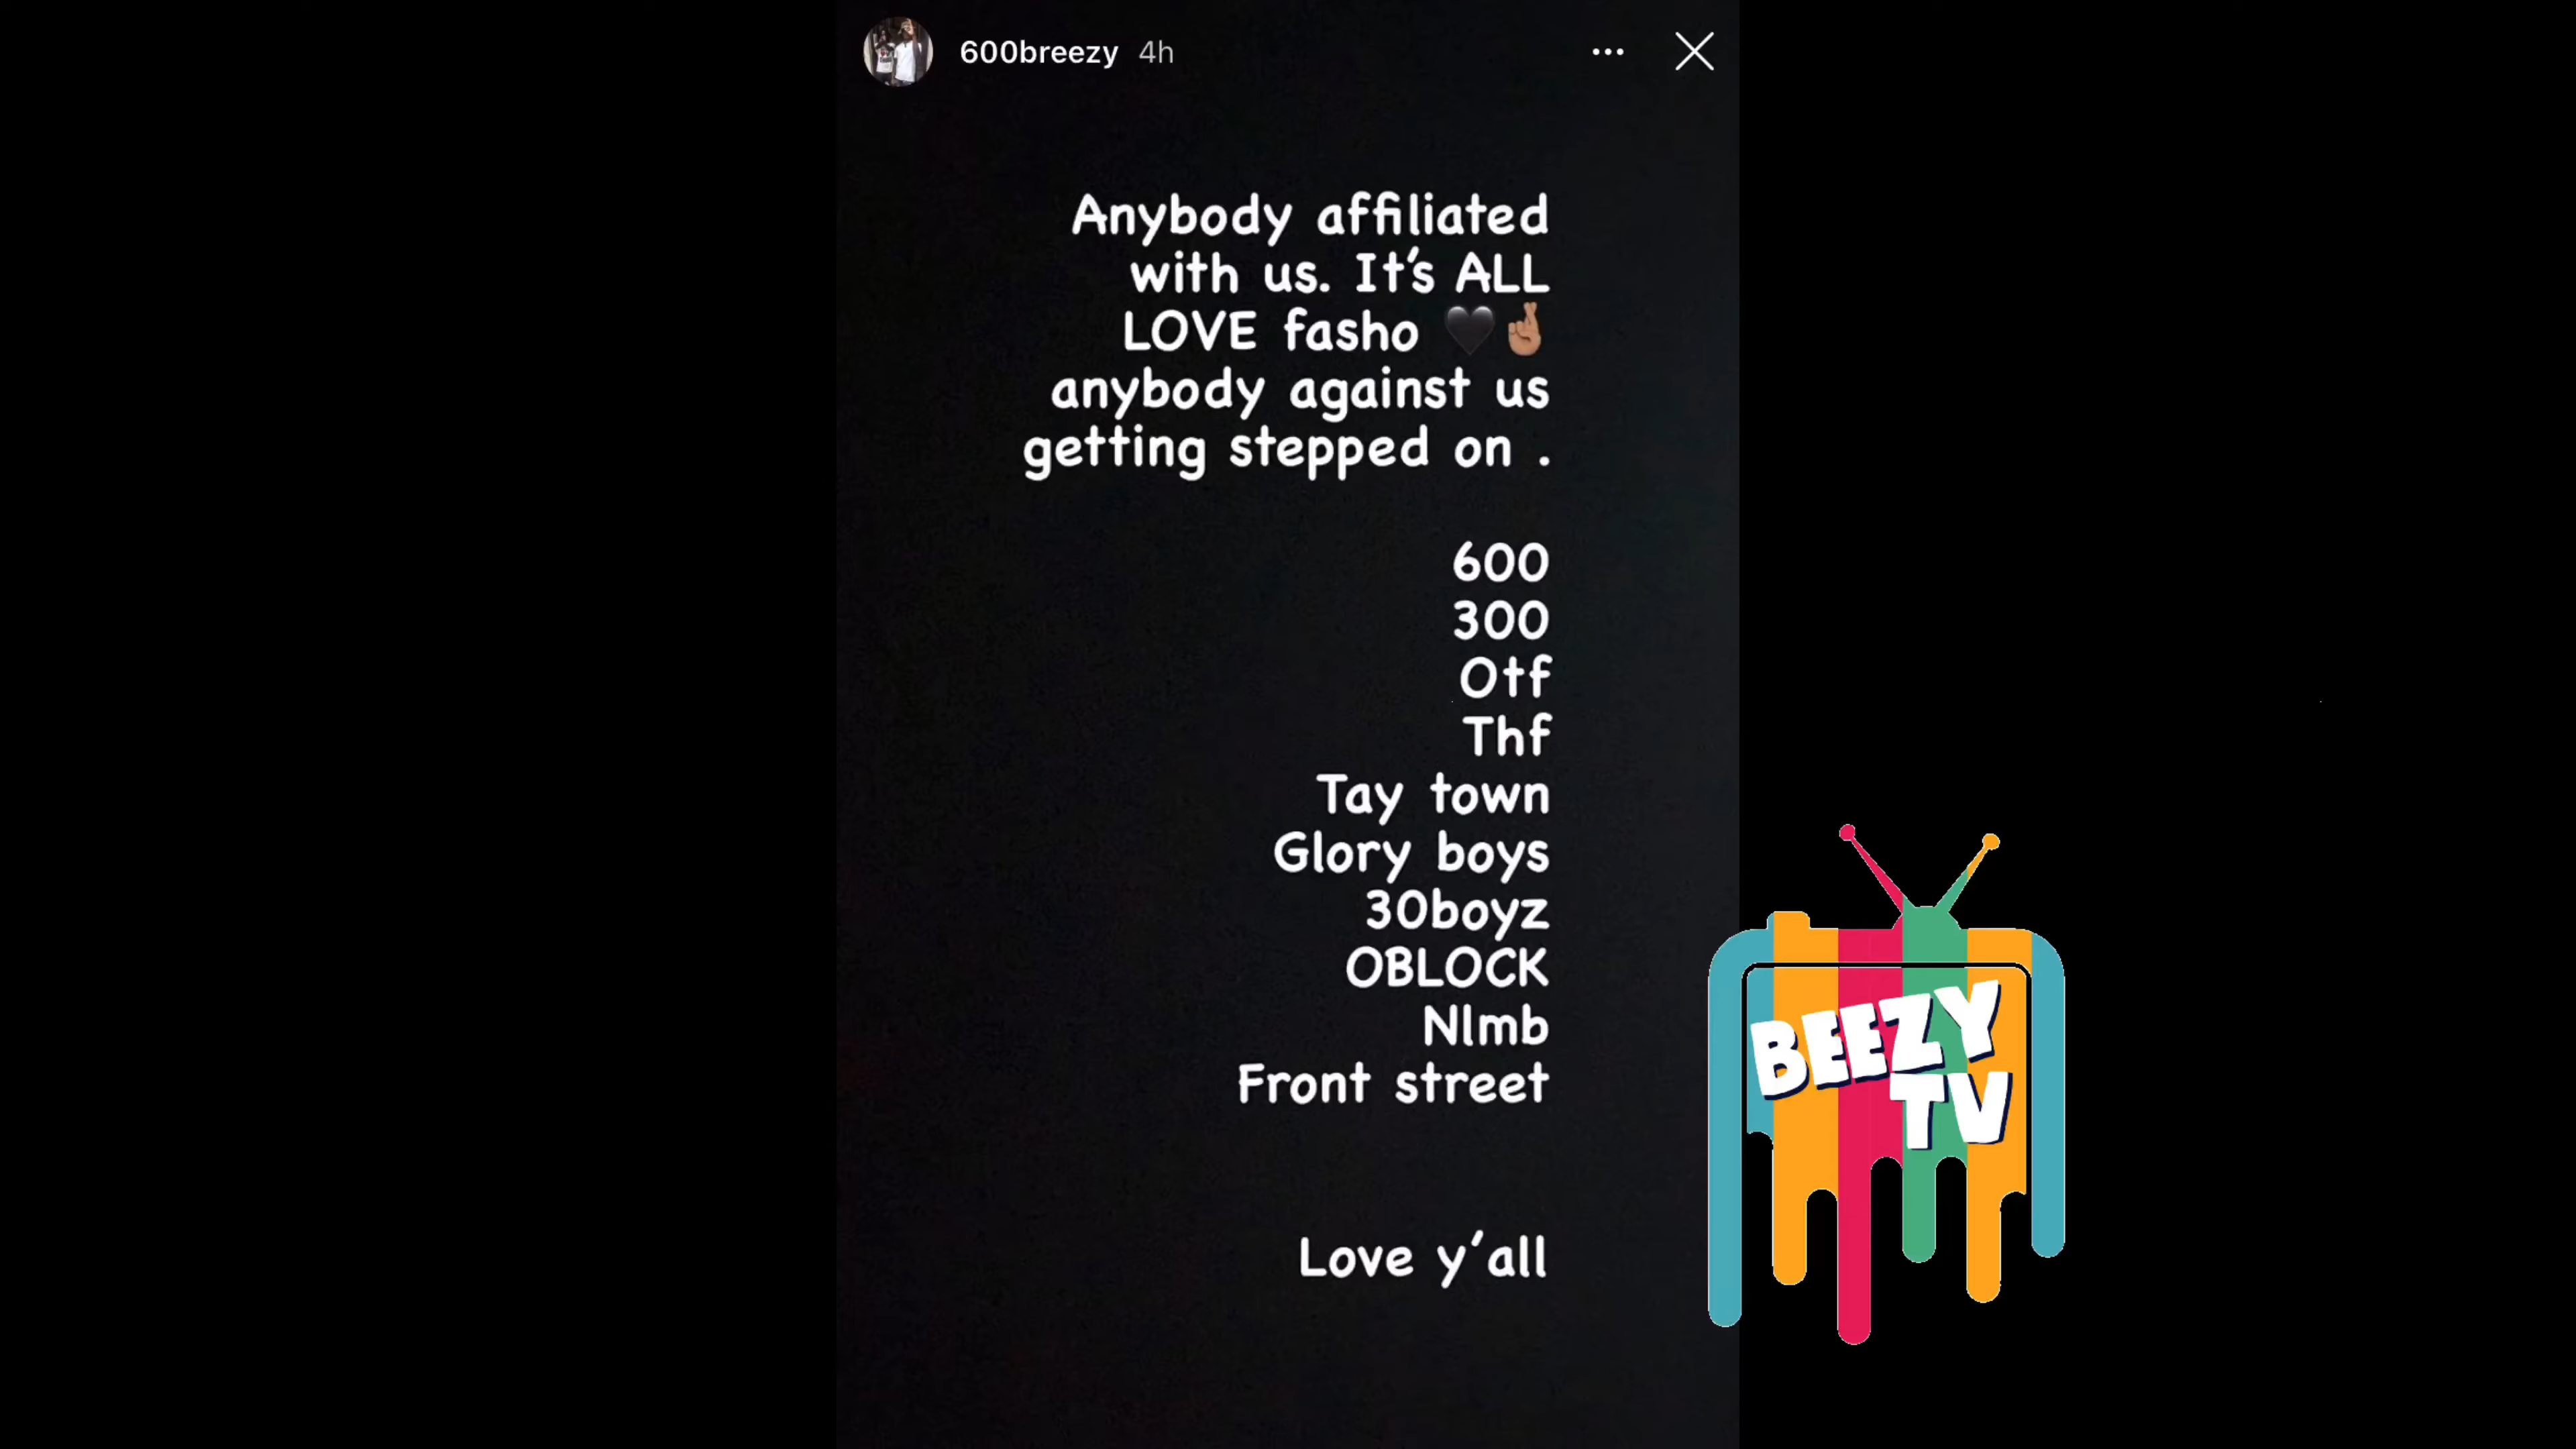 600breezy 4h
Anybody affiliated
with us. It's ALL
LOVE fasho 🖤🤞🏽
anybody against us
getting stepped on .
600
300
Otf
Thf
Tay town
Glory boys
30boyz
OBLOCK
Nlmb
Front street
Love y'all
BEEZY
TV